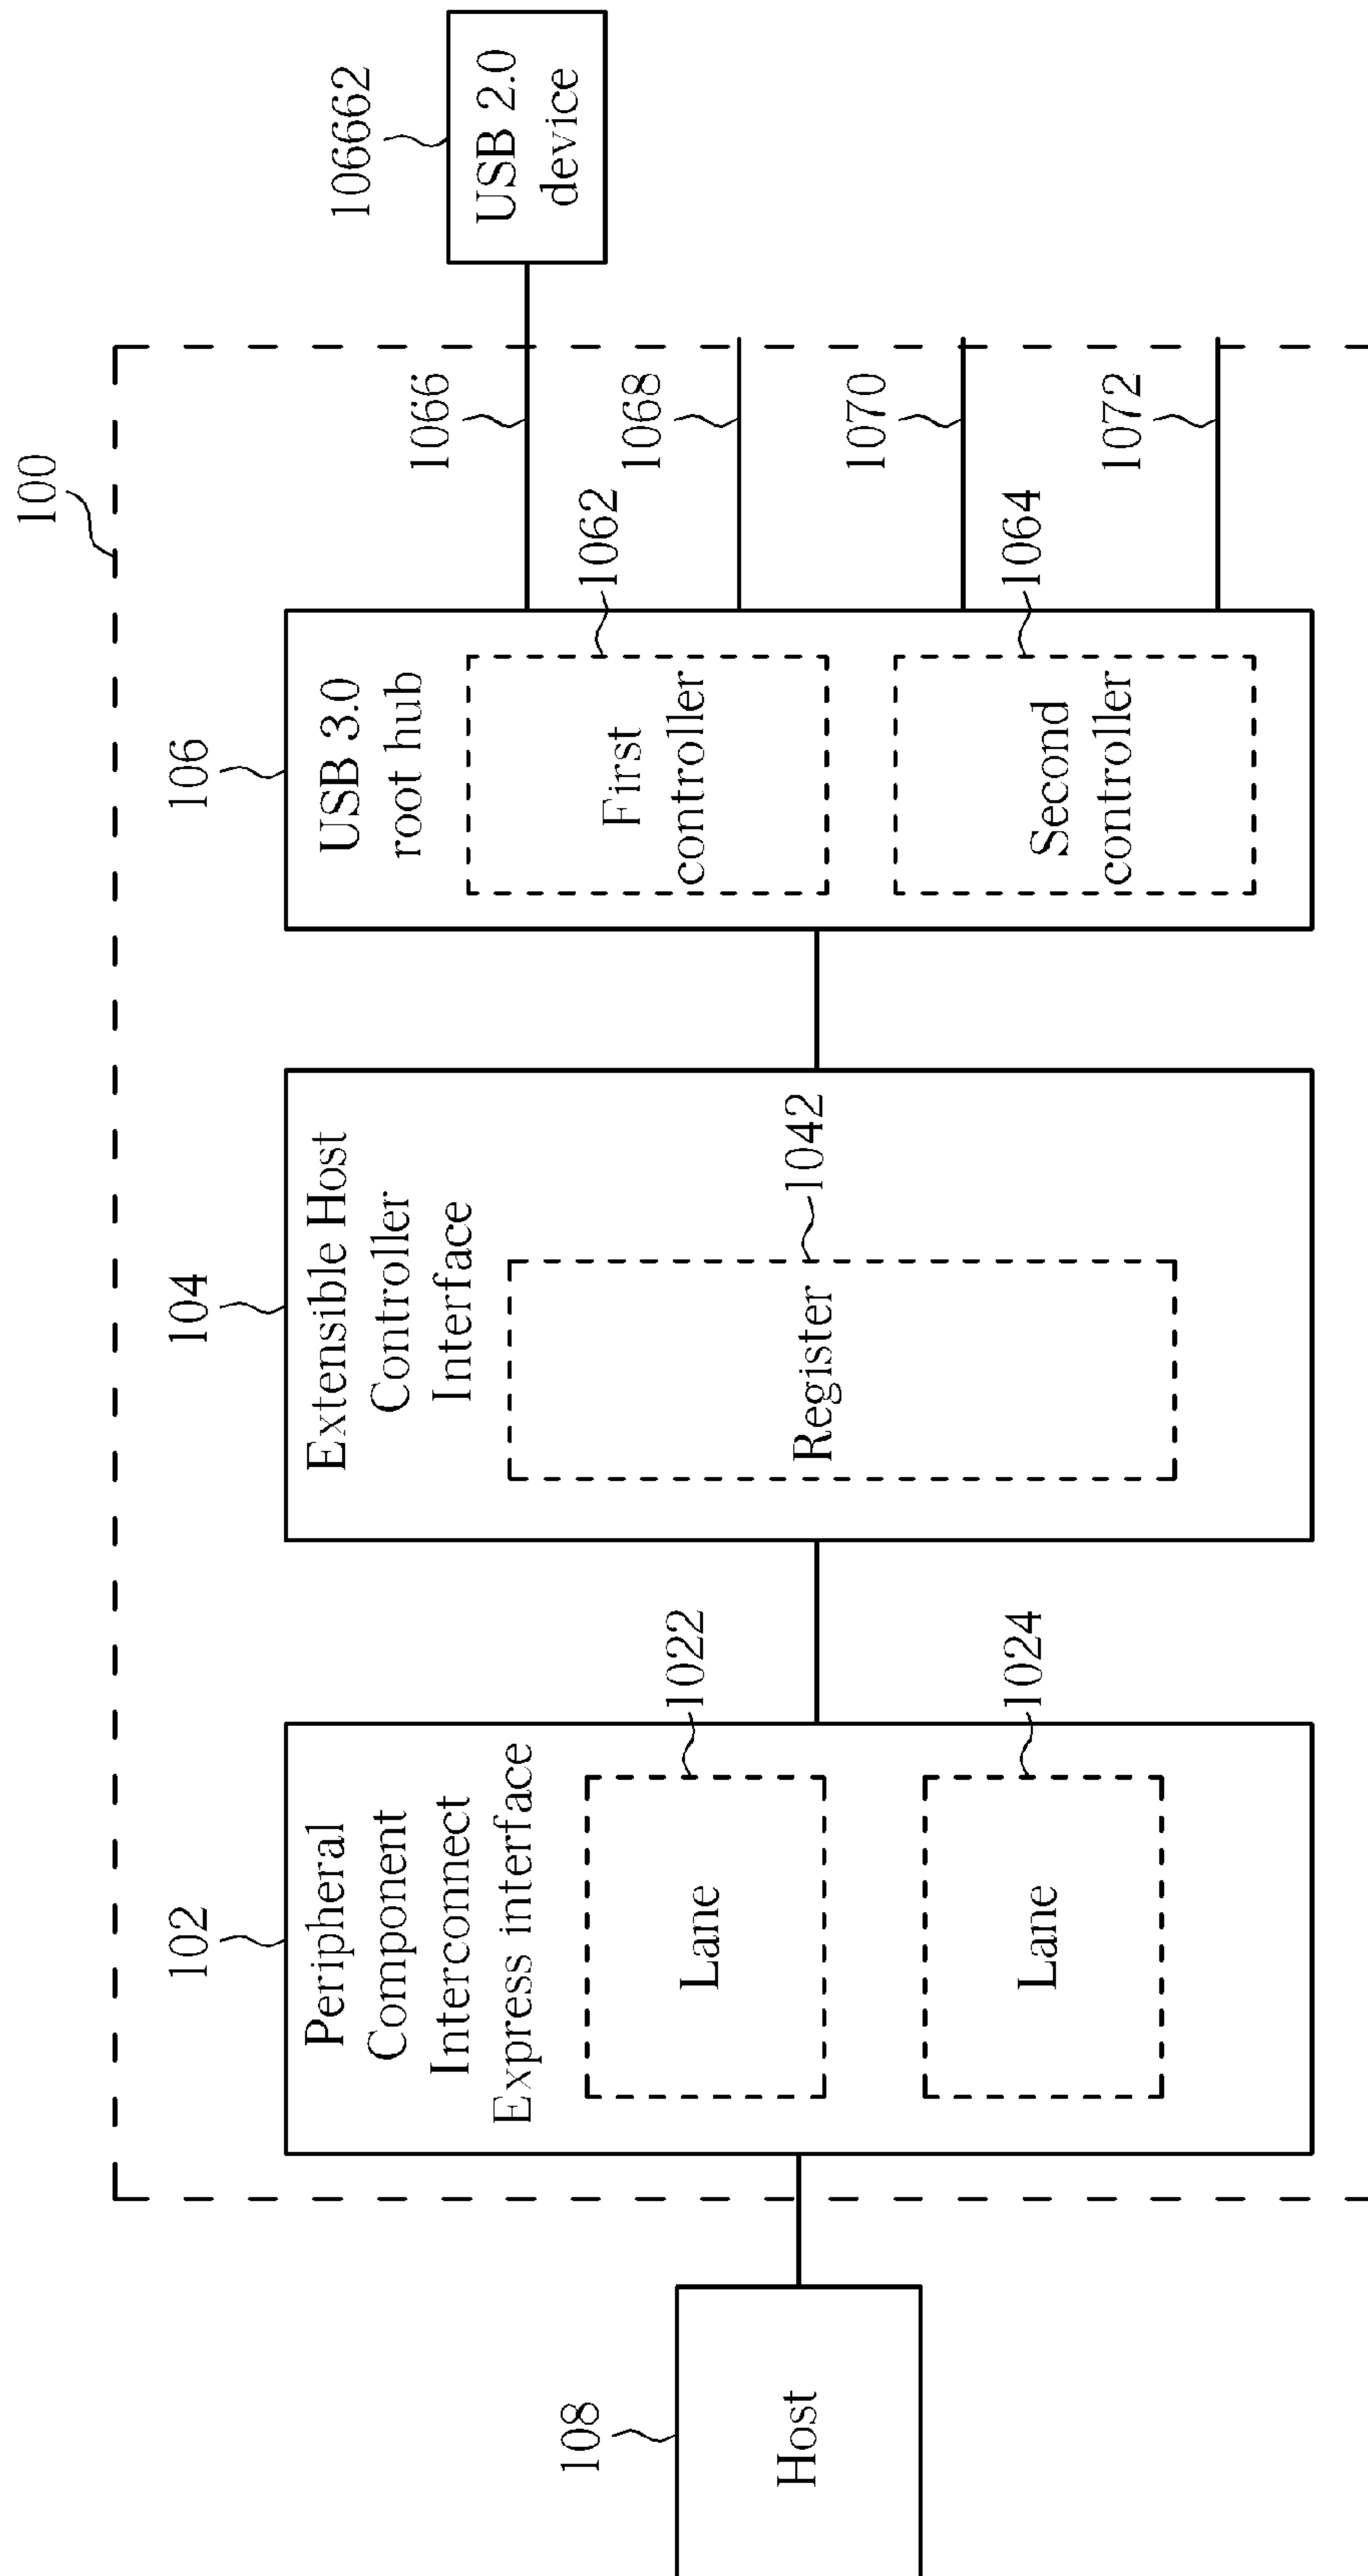 100
108
Host
102
Peripheral
Component
Interconnect
Express interface
1022
Lane
1024
Lane
104
Extensible Host
Controller
Interface
1042
Register
106
USB 3.0
root hub
1062
First
controller
1064
Second
controller
1066
1068
1070
1072
106662
USB 2.0
device